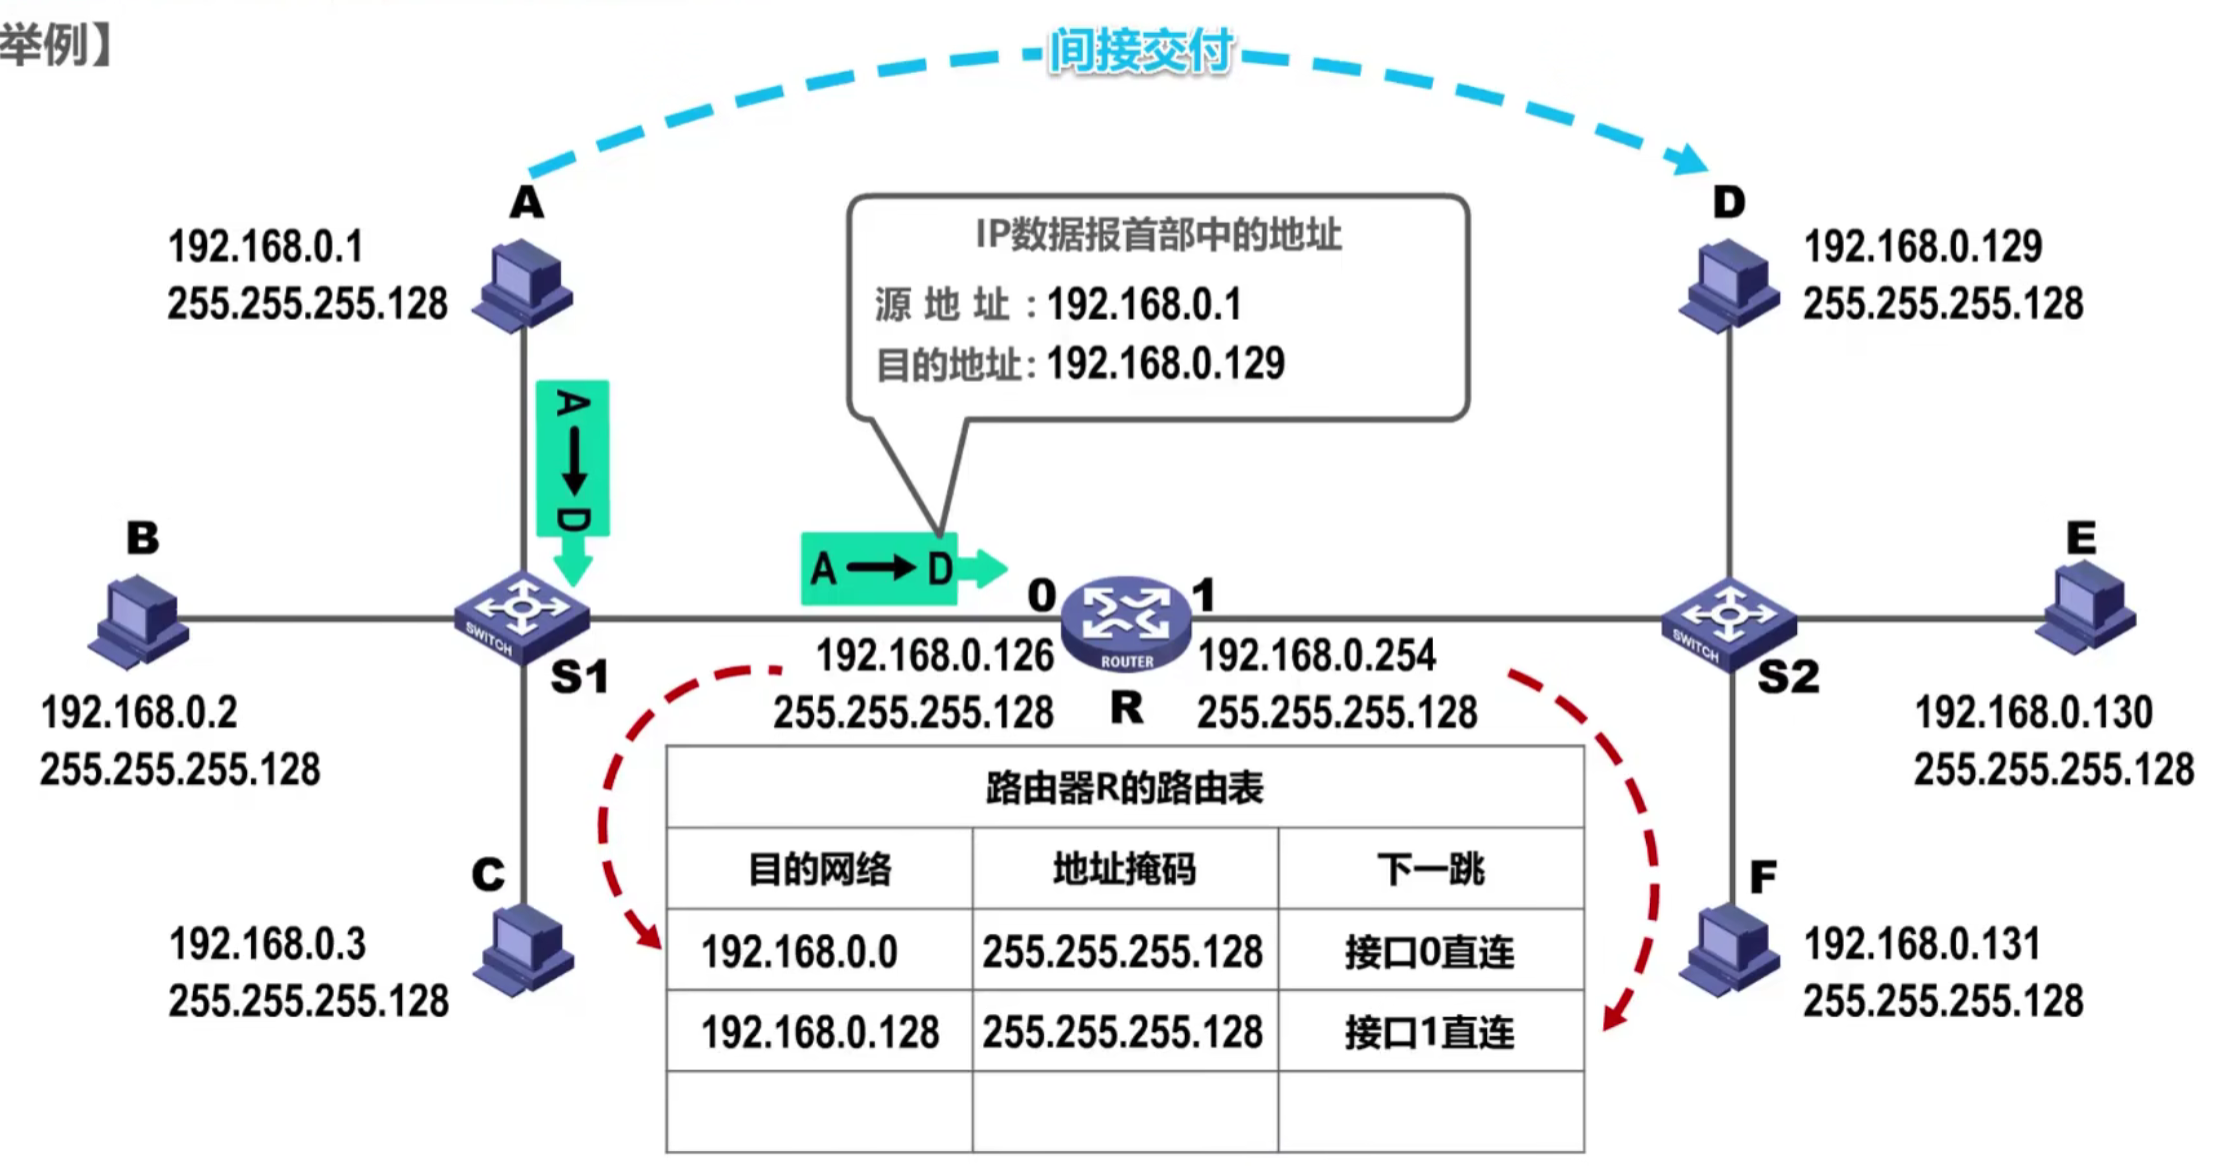 举例】
间接交付
A
192.168.0.1
255.255.255.128
IP数据报首部中的地址
源地址：192.168.0.1
目的地址：192.168.0.129
D
192.168.0.129
255.255.255.128
A → D
B
192.168.0.2
255.255.255.128
SWITCH
S1
A → D
0
1
192.168.0.126
255.255.255.128
ROUTER
R
192.168.0.254
255.255.255.128
SWITCH
S2
E
192.168.0.130
255.255.255.128
C
192.168.0.3
255.255.255.128
F
192.168.0.131
255.255.255.128
路由器R的路由表
目的网络 地址掩码 下一跳
192.168.0.0 255.255.255.128 接口0直连
192.168.0.128 255.255.255.128 接口1直连